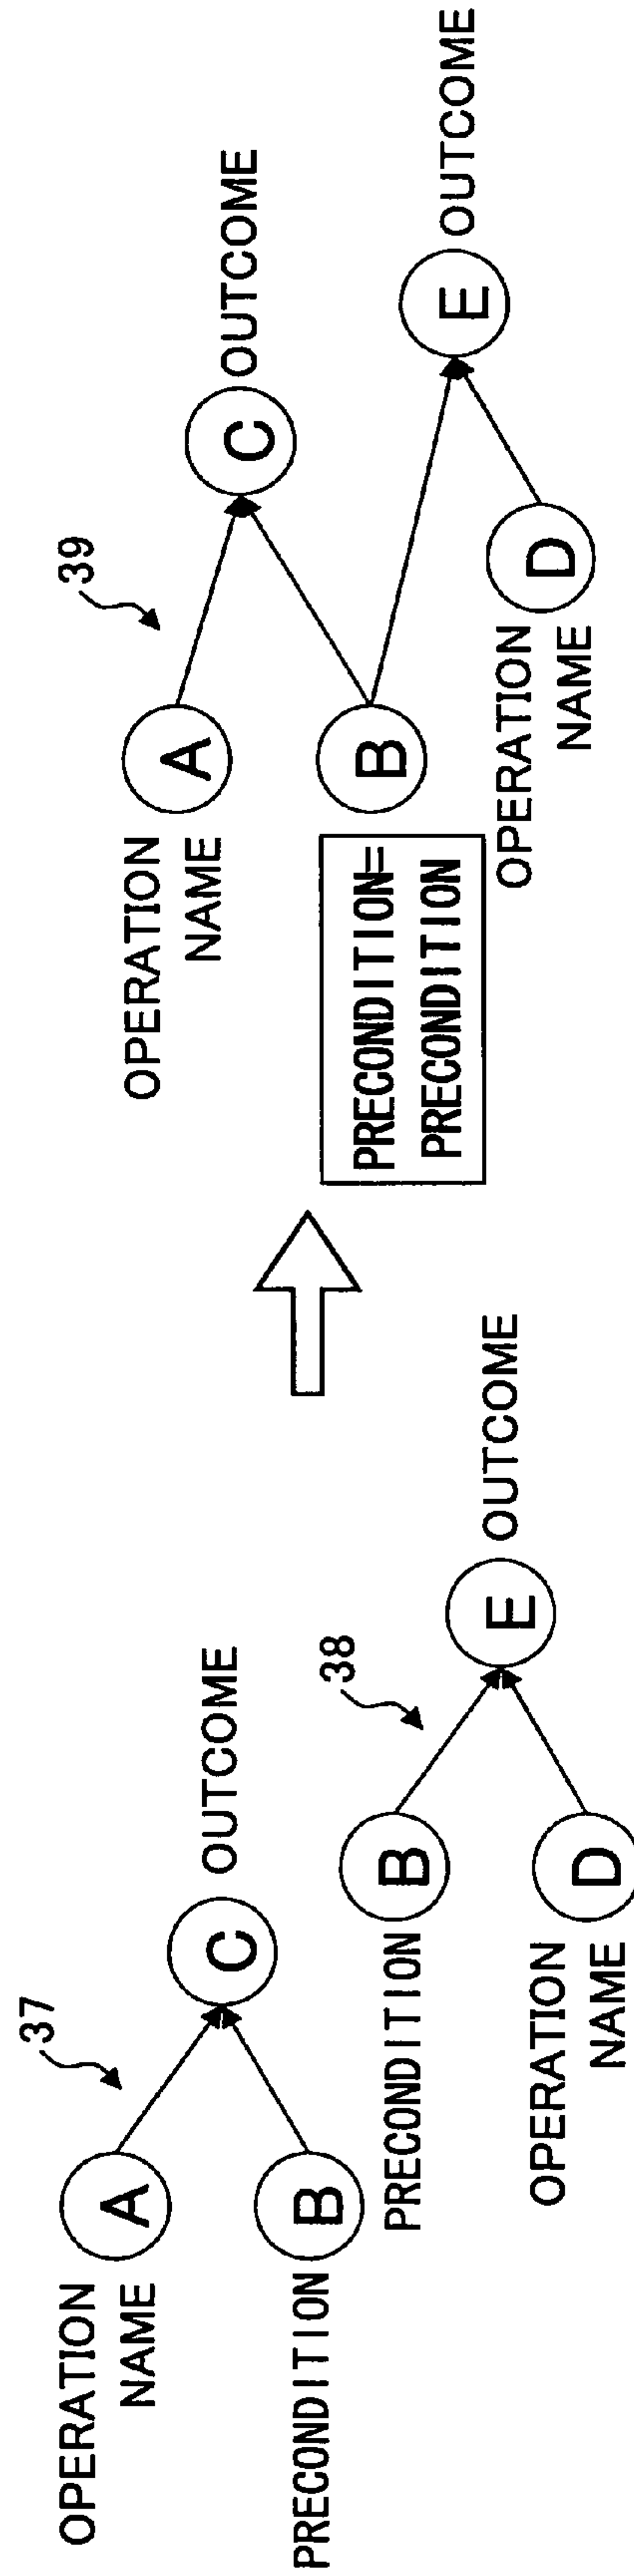 37
OPERATION
NAME
A
C
OUTCOME
PRECONDITION
B
38
PRECONDITION
B
E
OUTCOME
OPERATION
NAME
D
39
OPERATION
NAME
A
C
OUTCOME
PRECONDITION=
PRECONDITION
B
E
OUTCOME
OPERATION
NAME
D